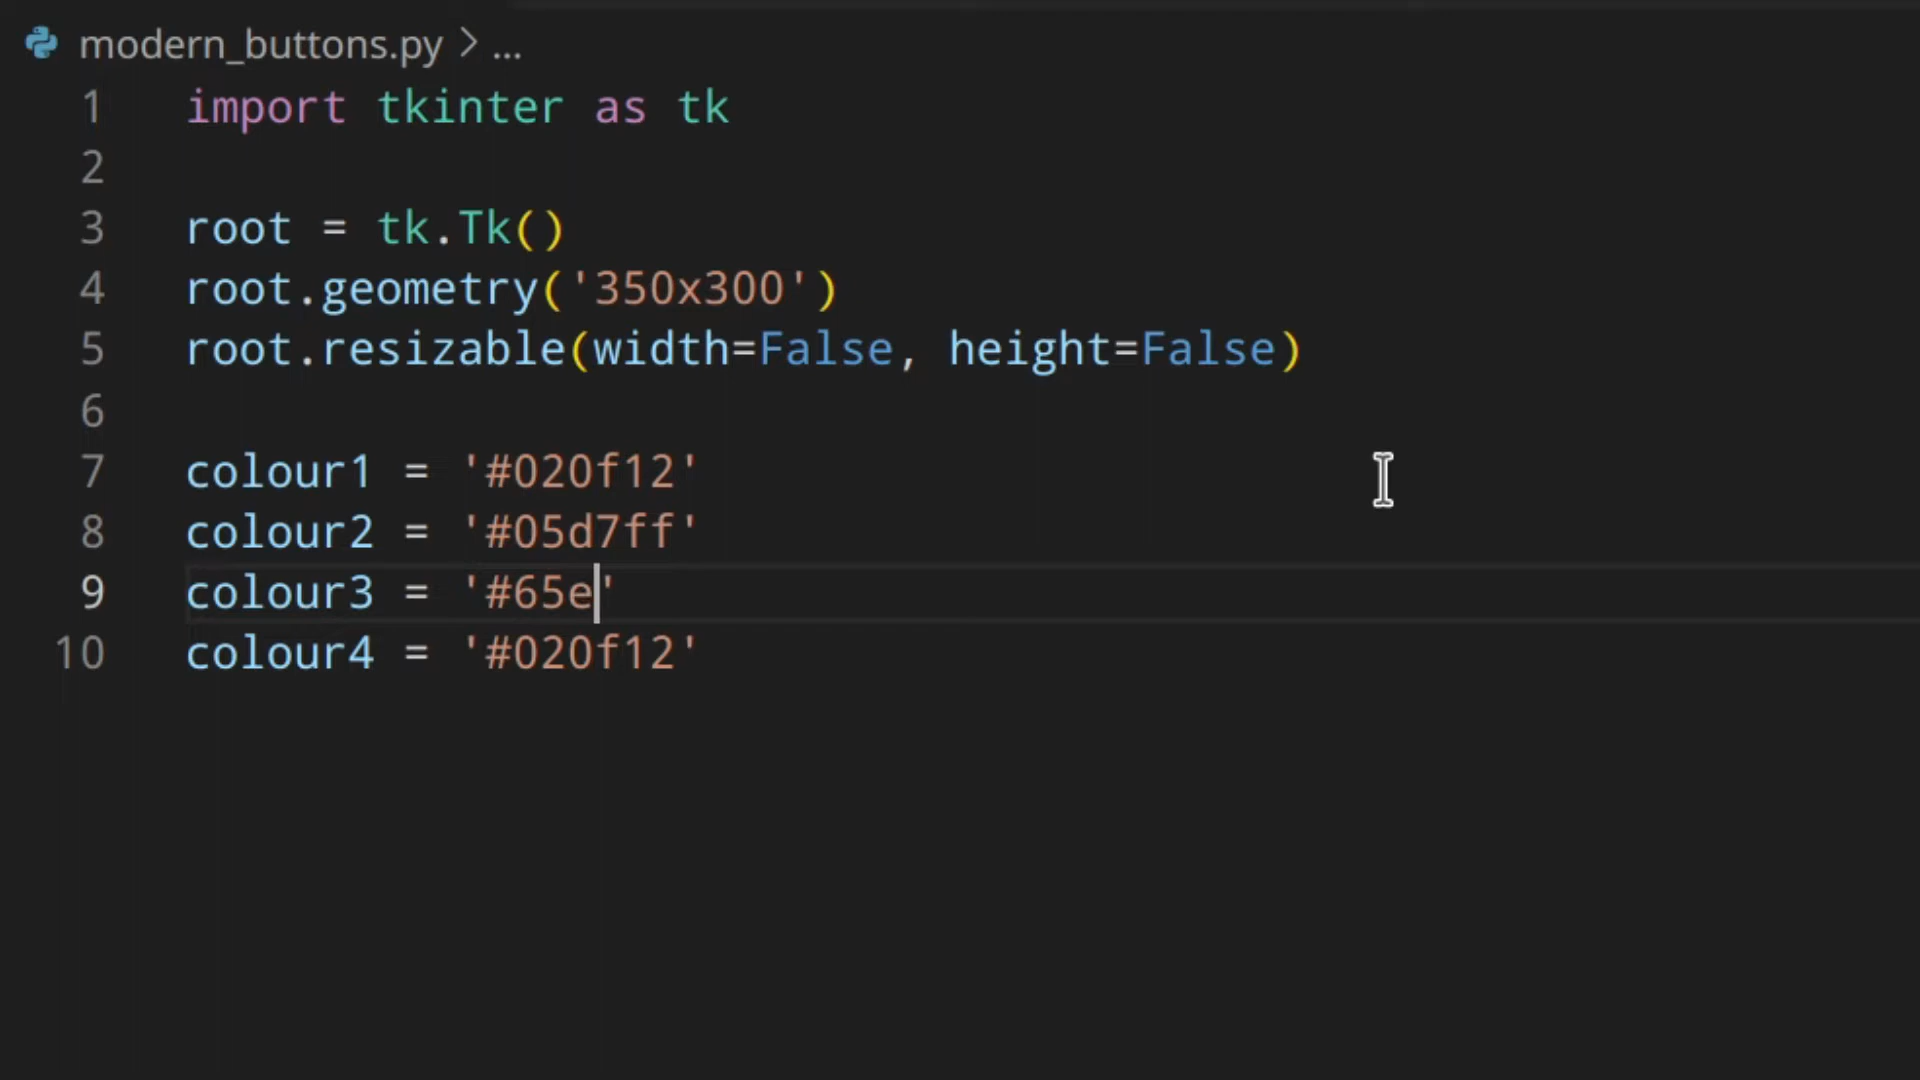 modern_buttons.py > ...
1 import tkinter as tk
2
3 root = tk.Tk()
4 root.geometry('350x300')
5 root.resizable(width=False, height=False)
6
7 colour1 = '#020f12'
8 colour2 = '#05d7ff'
9 colour3 = '#65e'
10 colour4 = '#020f12'